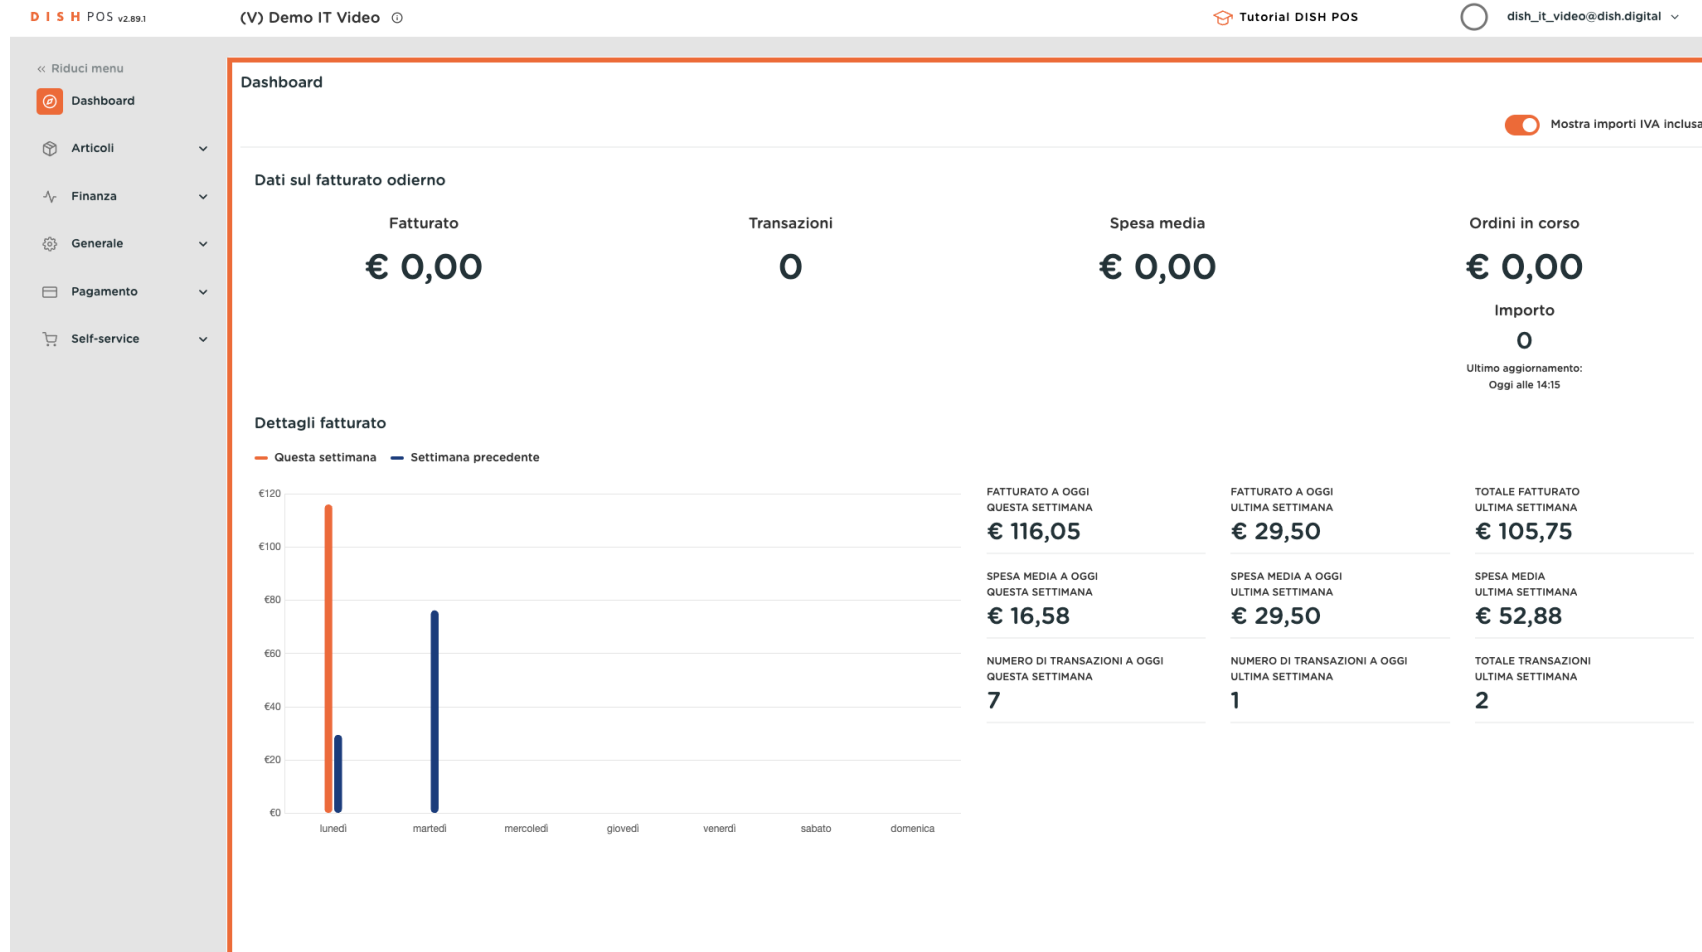 DISH POS v2.89.1
(V) Demo IT Video
Tutorial DISH POS
dish_it_video@dish.digital
Riduci menu
Dashboard
Articoli
Finanza
Generale
Pagamento
Self-service
Dashboard
Mostra importi IVA inclusa
Dati sul fatturato odierno
Fatturato
€ 0,00
Transazioni
0
Spesa media
€ 0,00
Ordini in corso
€ 0,00
Importo
0
Ultimo aggiornamento:
Oggi alle 14:15
Dettagli fatturato
Questa settimana
Settimana precedente
€120
€100
€80
€60
€40
€20
€0
lunedì
martedì
mercoledì
giovedì
venerdì
sabato
domenica
FATTURATO A OGGI
QUESTA SETTIMANA
€ 116,05
FATTURATO A OGGI
ULTIMA SETTIMANA
€ 29,50
TOTALE FATTURATO
ULTIMA SETTIMANA
€ 105,75
SPESA MEDIA A OGGI
QUESTA SETTIMANA
€ 16,58
SPESA MEDIA A OGGI
ULTIMA SETTIMANA
€ 29,50
SPESA MEDIA
ULTIMA SETTIMANA
€ 52,88
NUMERO DI TRANSAZIONI A OGGI
QUESTA SETTIMANA
7
NUMERO DI TRANSAZIONI A OGGI
ULTIMA SETTIMANA
1
TOTALE TRANSAZIONI
ULTIMA SETTIMANA
2